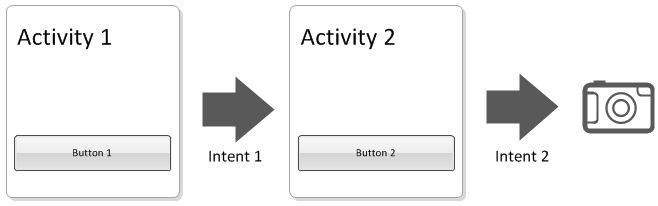 Activity 1
Button 1
Intent 1
Activity 2
Button 2
Intent 2